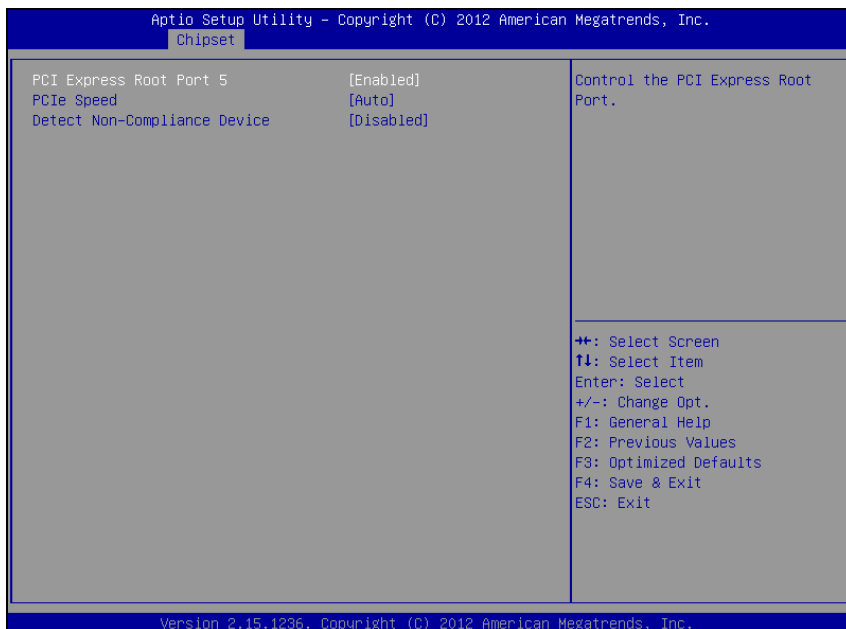 Aptio Setup Utility – Copyright (C) 2012 American Megatrends, Inc.
Chipset
PCI Express Root Port 5 [Enabled]
PCIe Speed [Auto]
Detect Non-Compliance Device [Disabled]
Control the PCI Express Root
Port.
→←: Select Screen
↑↓: Select Item
Enter: Select
+/-: Change Opt.
F1: General Help
F2: Previous Values
F3: Optimized Defaults
F4: Save & Exit
ESC: Exit
Version 2.15.1236. Copyright (C) 2012 American Megatrends, Inc.